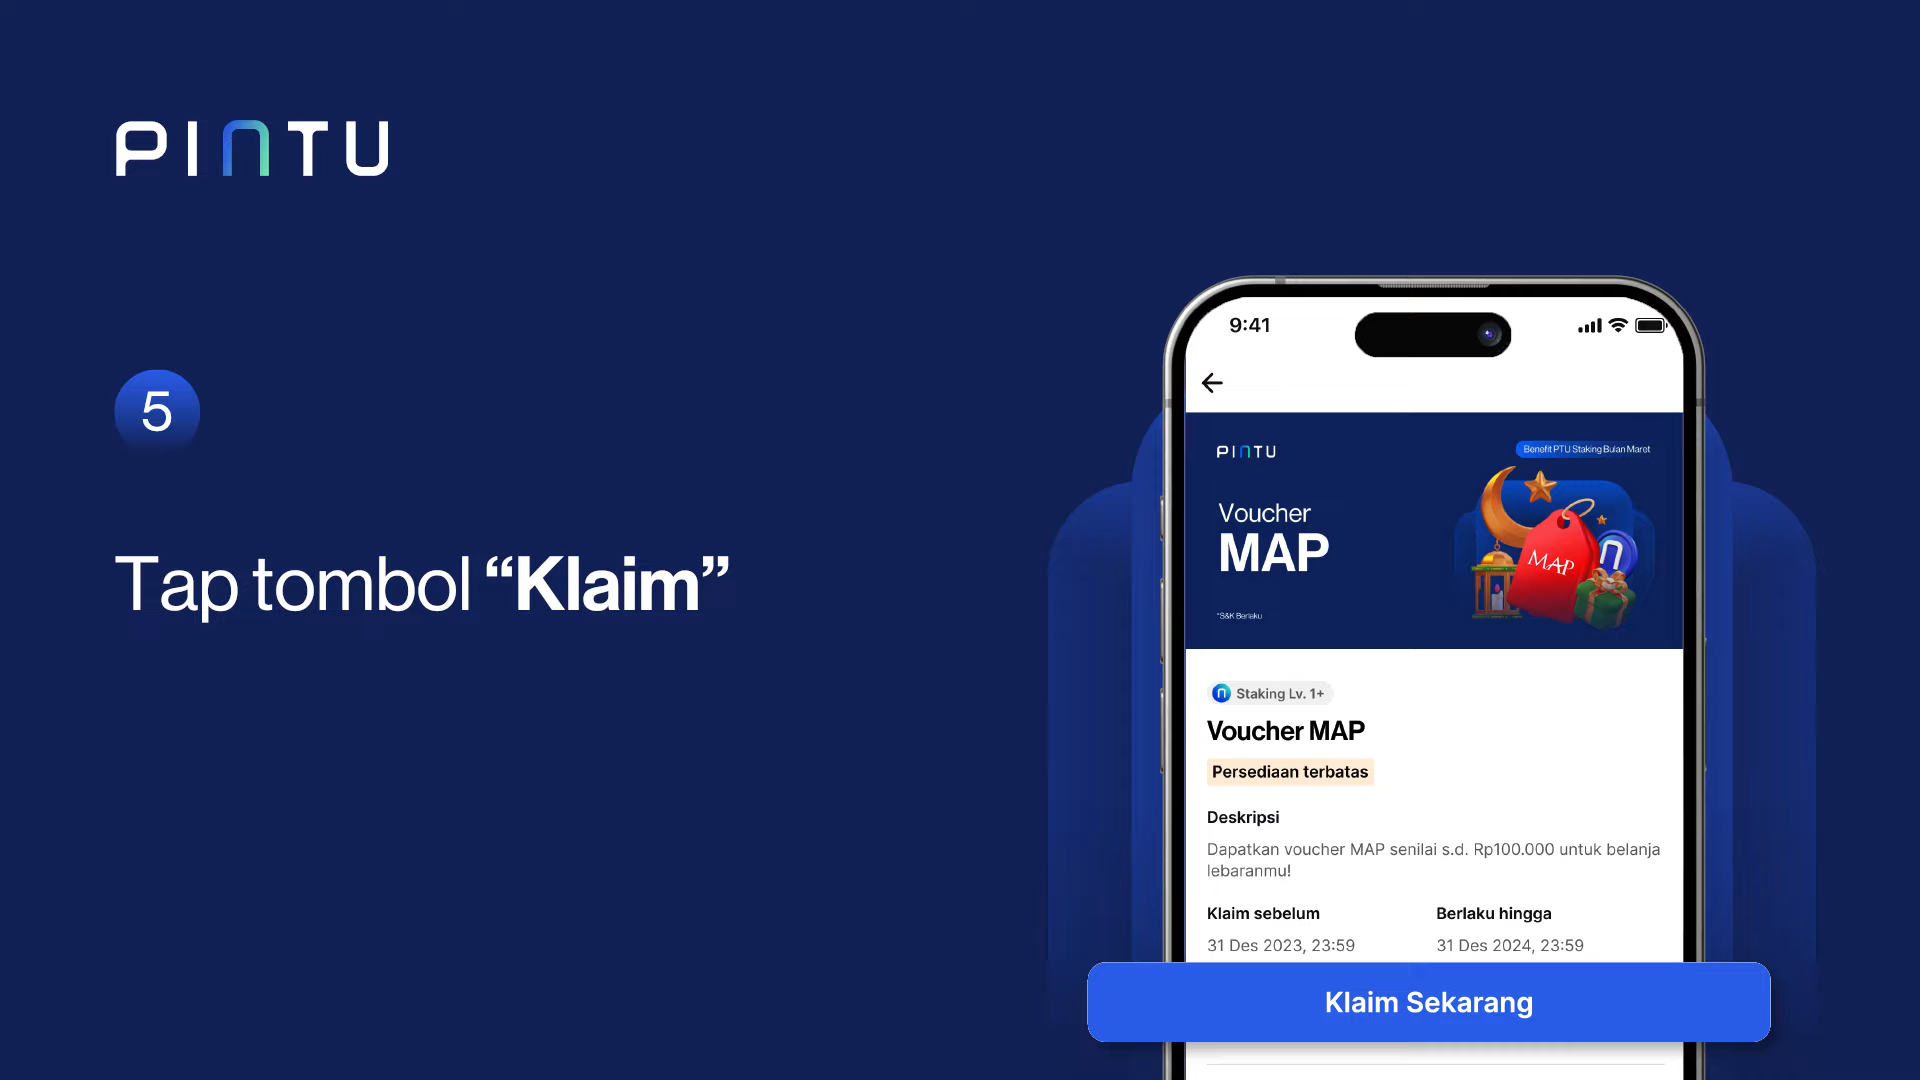 PINTU
5
Tap tombol “Klaim”
9:41
PINTU
Benefit PTU Staking Bulan Maret
Voucher
MAP
MAP
*S&K Berlaku
Staking Lv. 1+
Voucher MAP
Persediaan terbatas
Deskripsi
Dapatkan voucher MAP senilai s.d. Rp100.000 untuk belanja
lebaranmu!
Klaim sebelum
Berlaku hingga
31 Des 2023, 23:59
31 Des 2024, 23:59
Klaim Sekarang